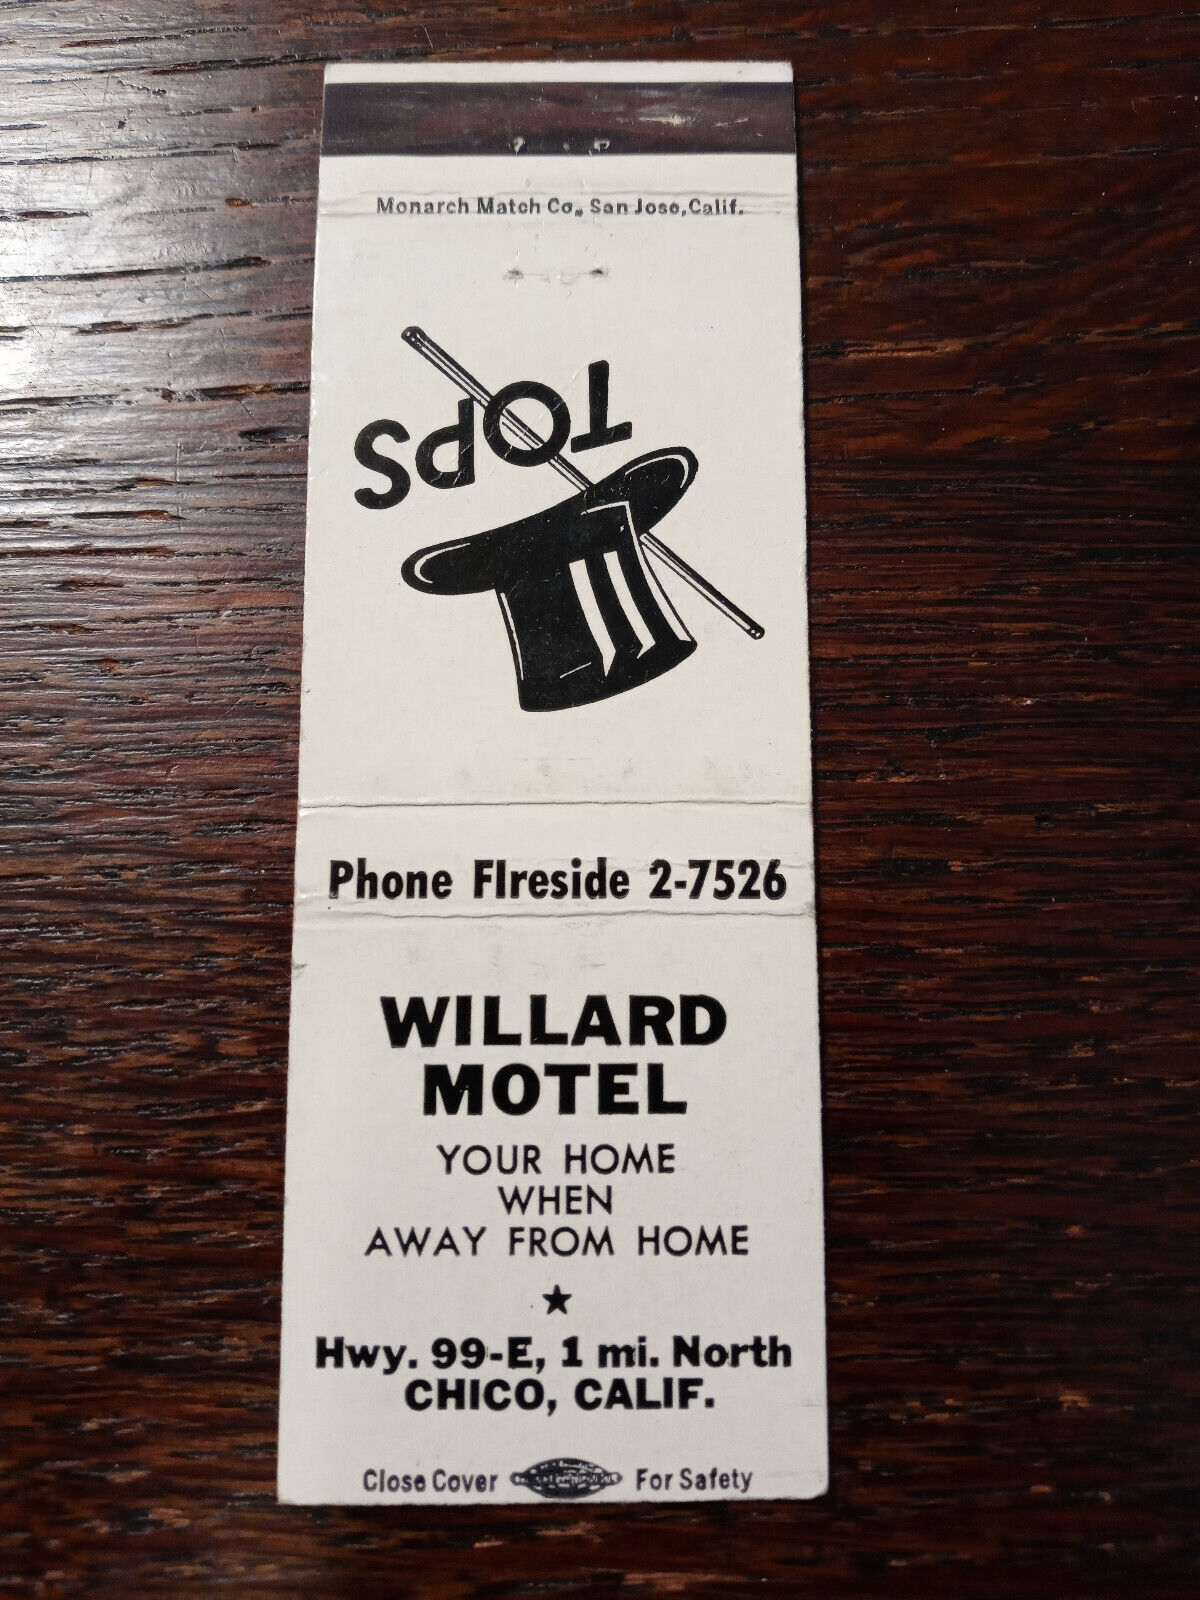 Monarch Match Co. San Jose, Calif.
TOPS
Phone FIreside 2-7526
WILLARD
MOTEL
YOUR HOME
WHEN
AWAY FROM HOME
★
Hwy. 99-E, 1 mi. North
CHICO, CALIF.
Close Cover For Safety